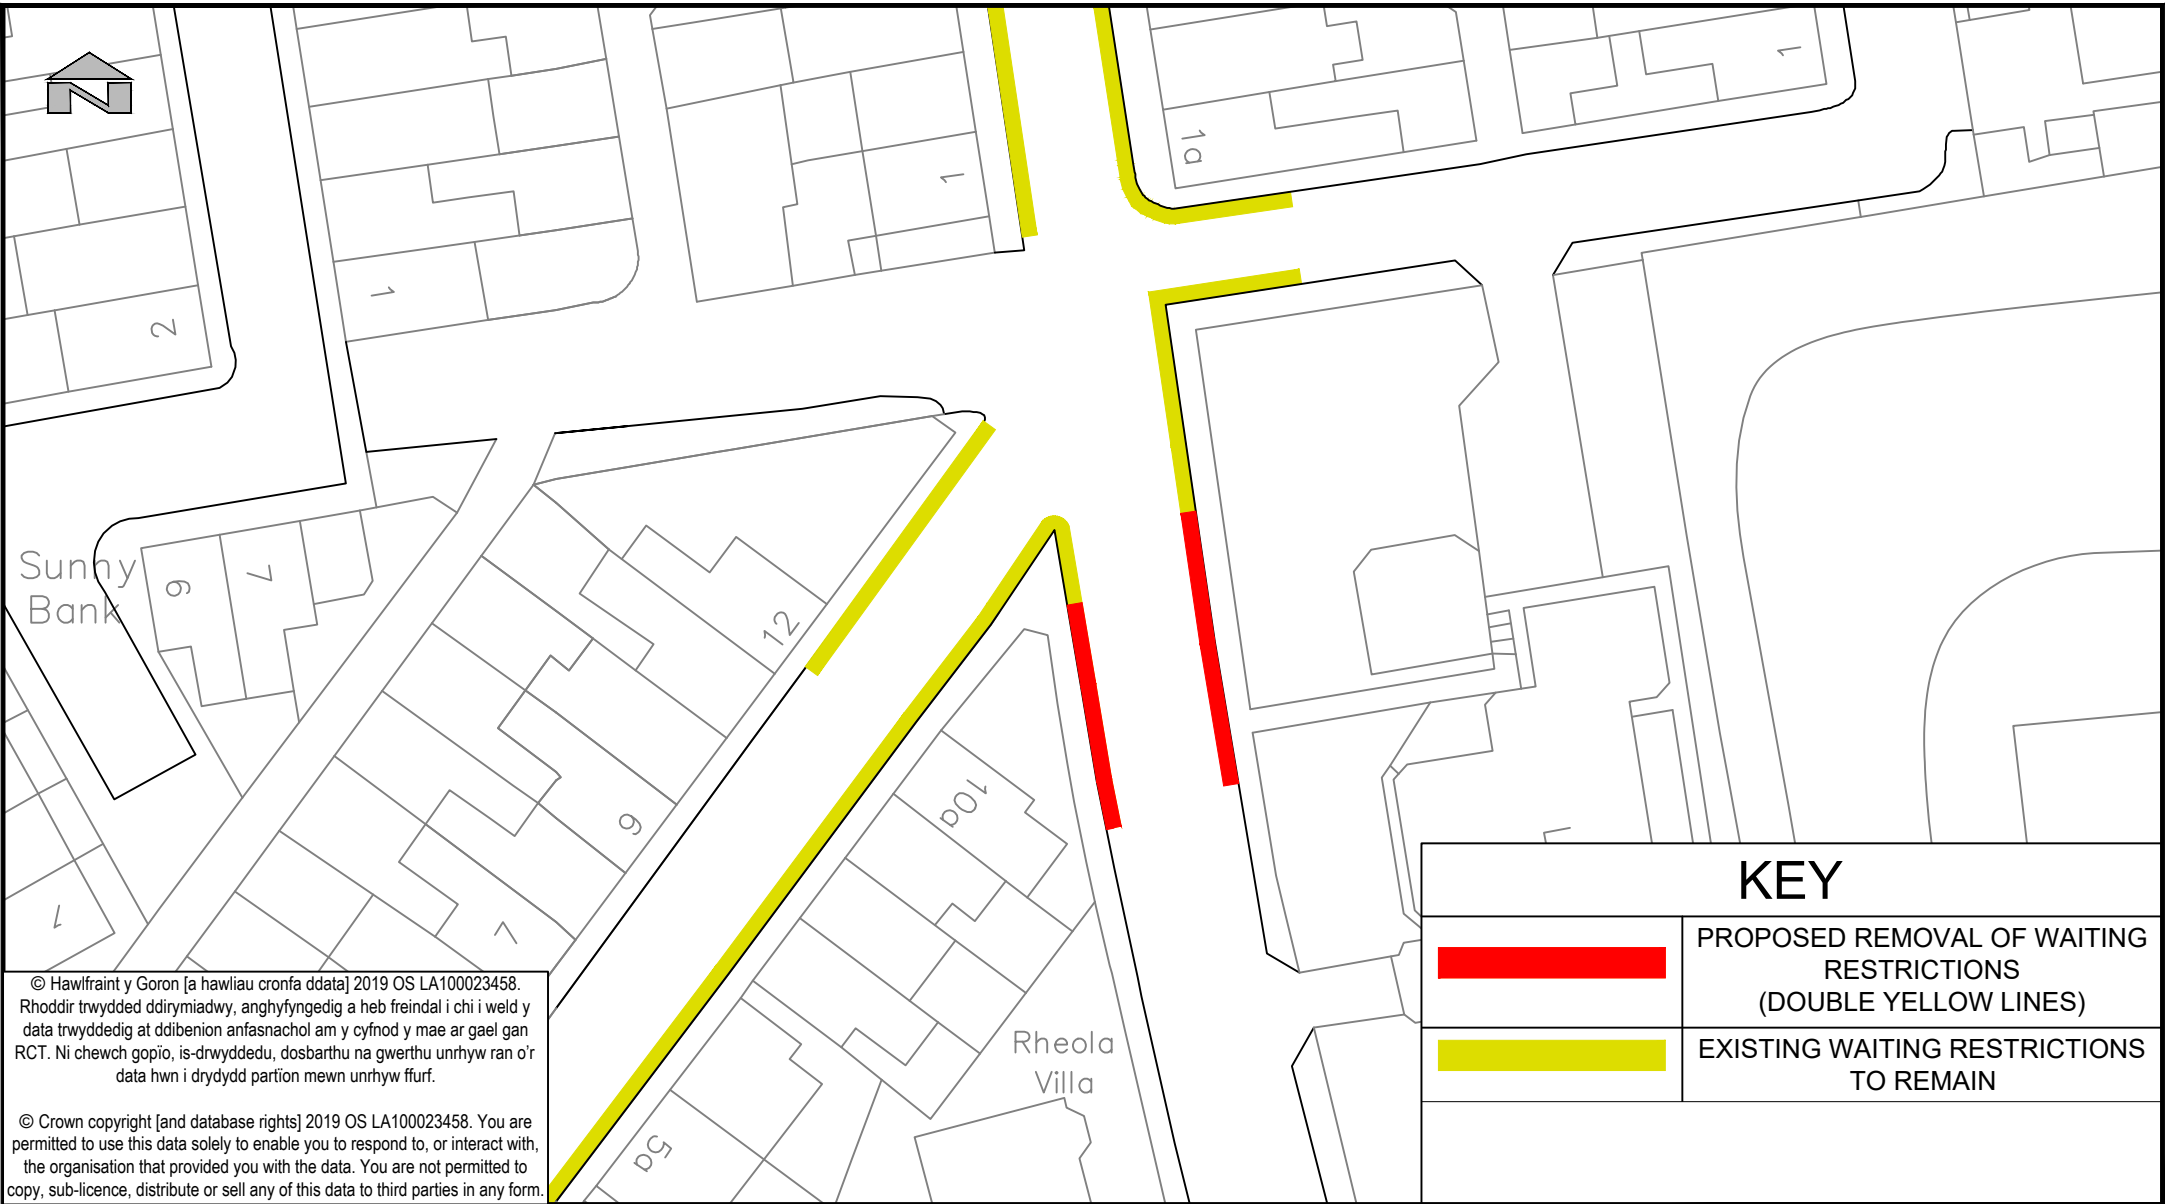 N
1
1a
1
1
2
Sunny
Bank
6
7
12
9
7
10a
5a
1
Rheola
Villa
KEY
PROPOSED REMOVAL OF WAITING
RESTRICTIONS
(DOUBLE YELLOW LINES)
EXISTING WAITING RESTRICTIONS
TO REMAIN
© Hawlfraint y Goron [a hawliau cronfa ddata] 2019 OS LA100023458.
Rhoddir trwydded ddirymiadwy, anghyfyngedig a heb freindal i chi i weld y
data trwyddedig at ddibenion anfasnachol am y cyfnod y mae ar gael gan
RCT. Ni chewch gopïo, is-drwyddedu, dosbarthu na gwerthu unrhyw ran o'r
data hwn i drydydd partïon mewn unrhyw ffurf.
© Crown copyright [and database rights] 2019 OS LA100023458. You are
permitted to use this data solely to enable you to respond to, or interact with,
the organisation that provided you with the data. You are not permitted to
copy, sub-licence, distribute or sell any of this data to third parties in any form.